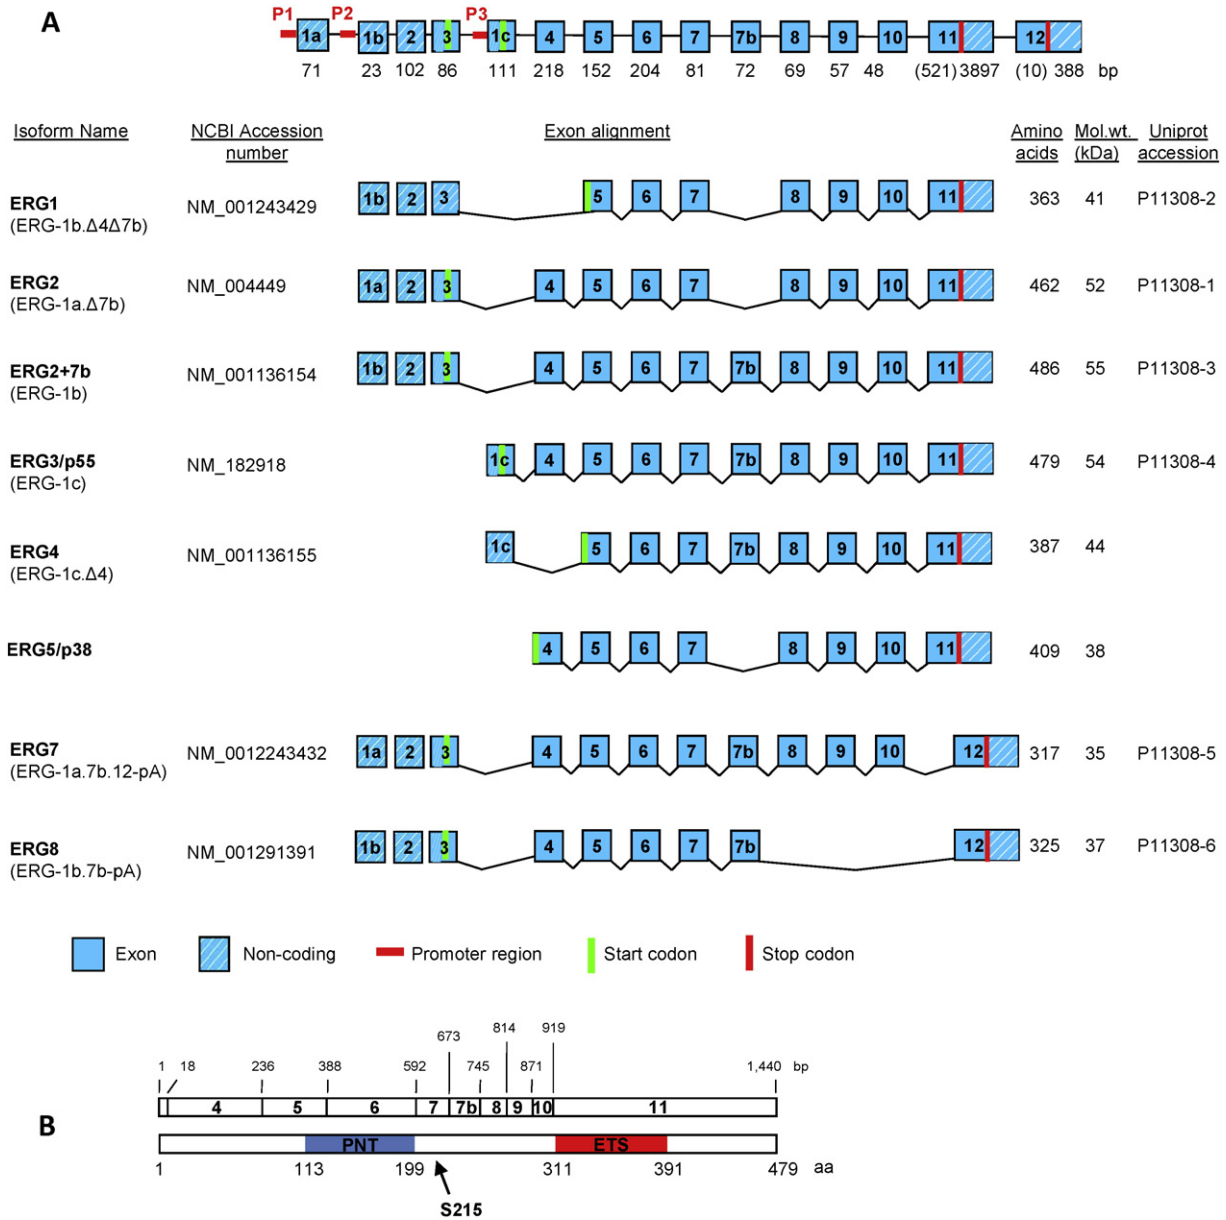 A
P1 P2 P3
1a 1b 2 3 1c 4 5 6 7 7b 8 9 10 11 12
71 23 102 86 111 218 152 204 81 72 69 57 48 (521) 3897 (10) 388 bp
Isoform Name NCBI Accession number Exon alignment Amino acids Mol.wt. (kDa) Uniprot accession
ERG1 NM_001243429 1b 2 3 5 6 7 8 9 10 11 363 41 P11308-2
(ERG-1b.Δ4Δ7b)
ERG2 NM_004449 1a 2 3 4 5 6 7 8 9 10 11 462 52 P11308-1
(ERG-1a.Δ7b)
ERG2+7b NM_001136154 1b 2 3 4 5 6 7 7b 8 9 10 11 486 55 P11308-3
(ERG-1b)
ERG3/p55 NM_182918 1c 4 5 6 7 7b 8 9 10 11 479 54 P11308-4
(ERG-1c)
ERG4 NM_001136155 1c 5 6 7 7b 8 9 10 11 387 44
(ERG-1c.Δ4)
ERG5/p38 4 5 6 7 8 9 10 11 409 38
ERG7 NM_0012243432 1a 2 3 4 5 6 7 7b 8 9 10 12 317 35 P11308-5
(ERG-1a.7b.12-pA)
ERG8 NM_001291391 1b 2 3 4 5 6 7 7b 12 325 37 P11308-6
(ERG-1b.7b-pA)
Exon Non-coding Promoter region Start codon Stop codon
B
1 18 236 388 592 673 745 814 871 919 1,440 bp
4 5 6 7 7b 8 9 10 11
PNT ETS
1 113 199 311 391 479 aa
S215